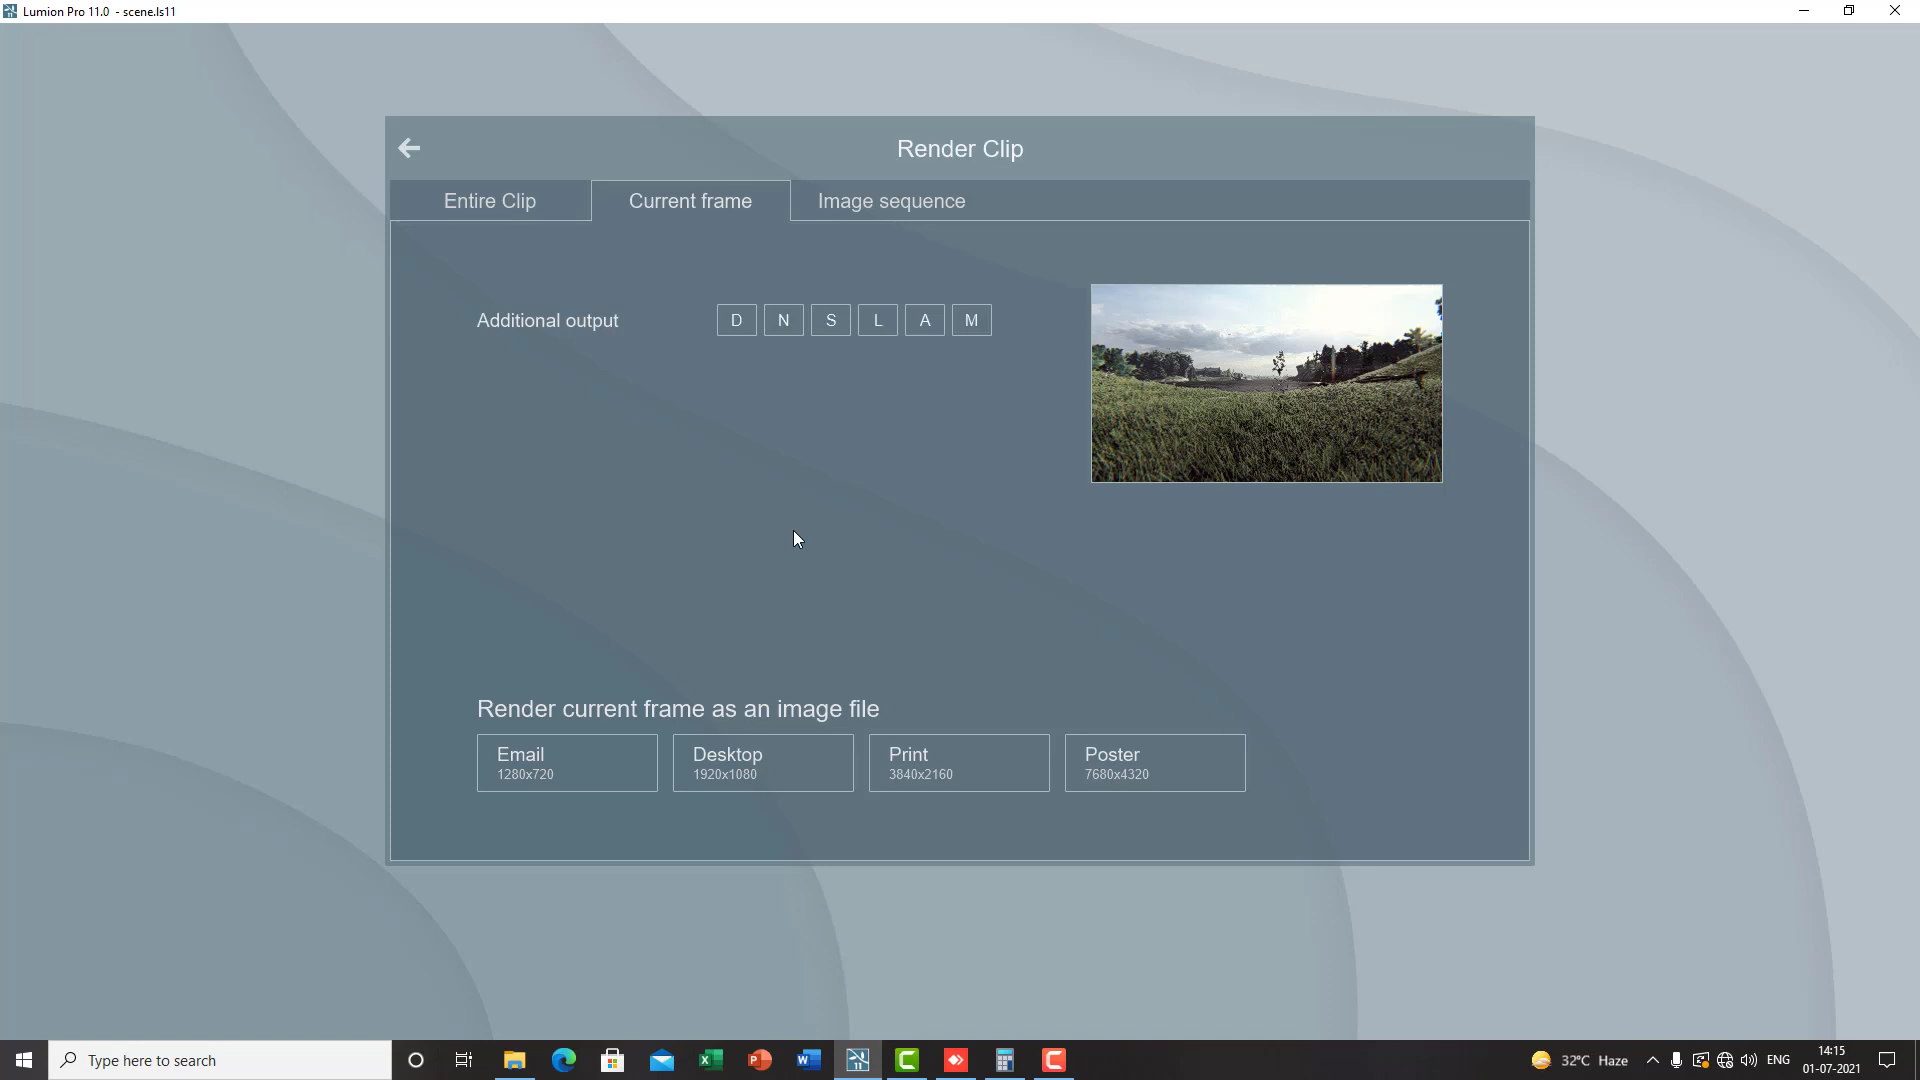 Lumion Pro 11.0 - scene.ls11
Render Clip
Entire Clip
Current frame
Image sequence
Additional output
D N S L A M
Render current frame as an image file
Email
1280x720
Desktop
1920x1080
Print
3840x2160
Poster
7680x4320
Type here to search
32°C Haze
ENG
14:15
01-07-2021